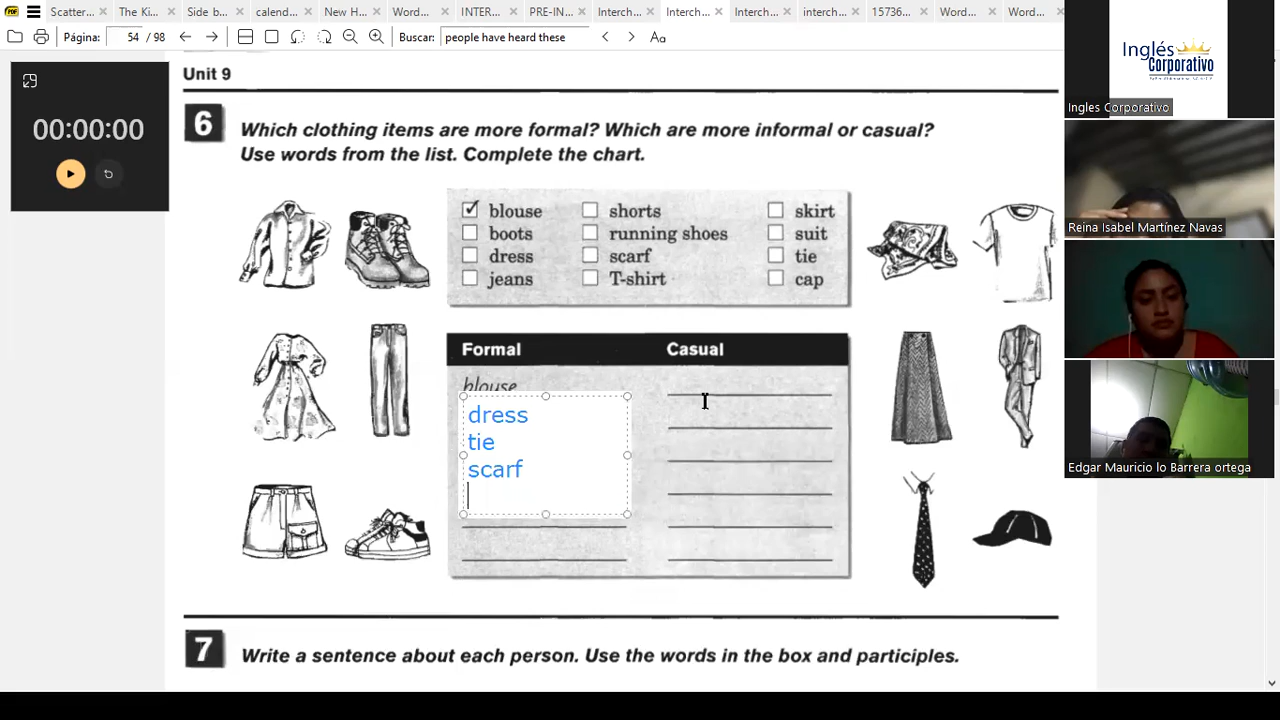 Scatter...
The Ki...
Side b...
calend...
New H...
Word...
INTER...
PRE-IN...
Interch...
Interch...
Interch...
interch...
15736...
Word...
Word...
Página: 54 / 98
Buscar: people have heard these
Aa
00:00:00
Unit 9
6 Which clothing items are more formal? Which are more informal or casual?
Use words from the list. Complete the chart.
✓ blouse shorts skirt
boots running shoes suit
dress scarf tie
jeans T-shirt cap
Formal Casual
blouse
dress
tie
scarf
7 Write a sentence about each person. Use the words in the box and participles.
Inglés
Corporativo
Ingles Corporativo
Reína Isabel Martínez Navas
Edgar Mauricio lo Barrera ortega